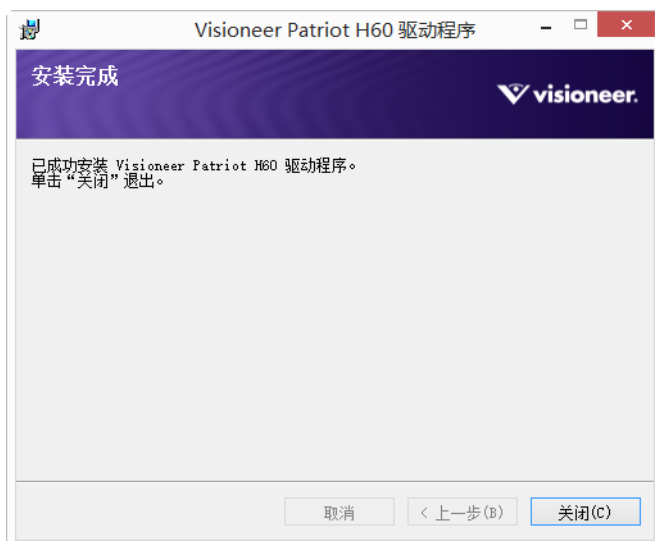 Visioneer Patriot H60 驱动程序
安装完成
visioneer.
已成功安装 Visioneer Patriot H60 驱动程序。
单击“关闭”退出。
取消
< 上一步(B)
关闭(C)